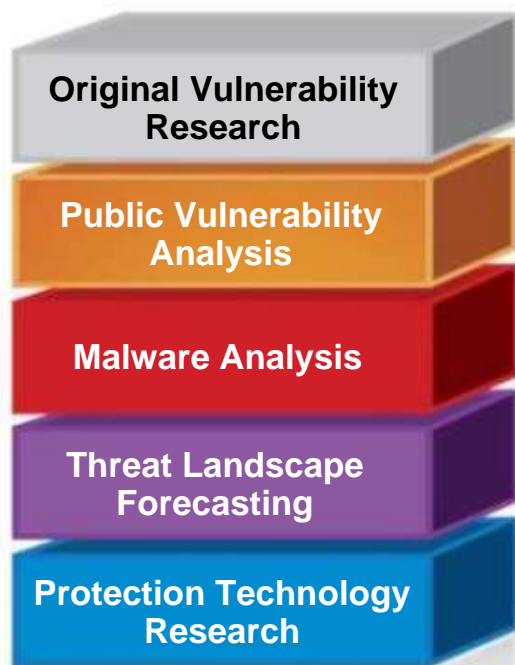 Original Vulnerability
Research
Public Vulnerability
Analysis
Malware Analysis
Threat Landscape
Forecasting
Protection Technology
Research